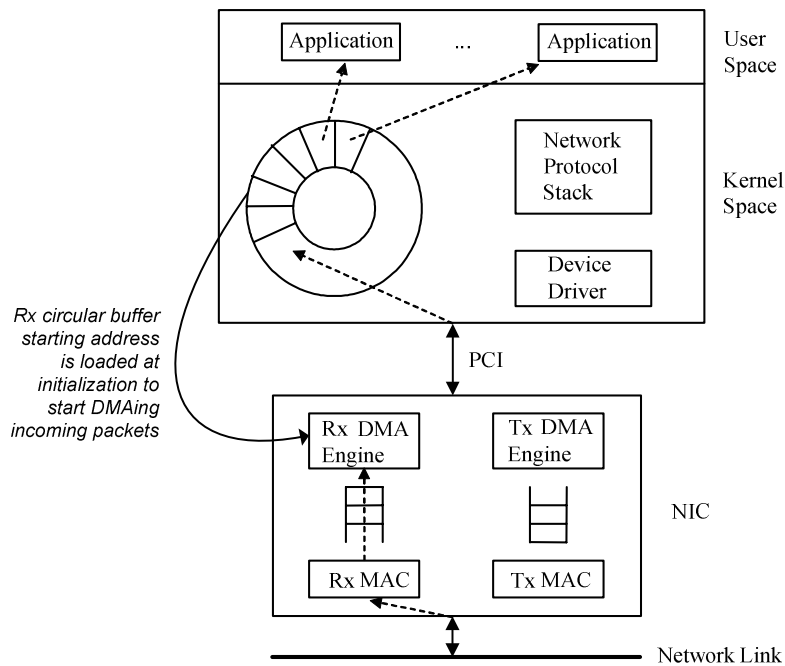 Application
...
Application
User
Space
Network
Protocol
Stack
Kernel
Space
Device
Driver
Rx circular buffer
starting address
is loaded at
initialization to
start DMAing
incoming packets
PCI
Rx DMA
Engine
Tx DMA
Engine
NIC
Rx MAC
Tx MAC
Network Link